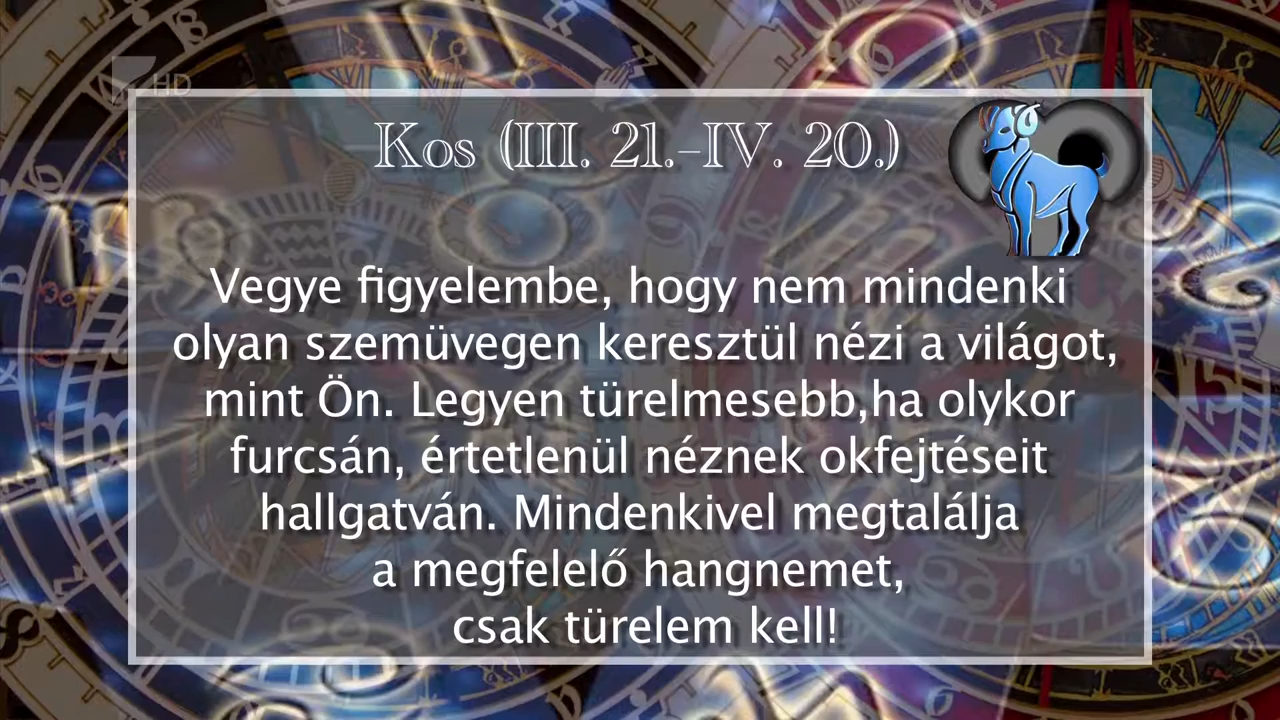 HD
Kos (III. 21.-IV. 20.)
Vegye figyelembe, hogy nem mindenki
olyan szemüvegen keresztül nézi a világot,
mint Ön. Legyen türelmesebb,ha olykor
furcsán, értetlenül néznek okfejtéseit
hallgatván. Mindenkivel megtalálja
a megfelelő hangnemet,
csak türelem kell!